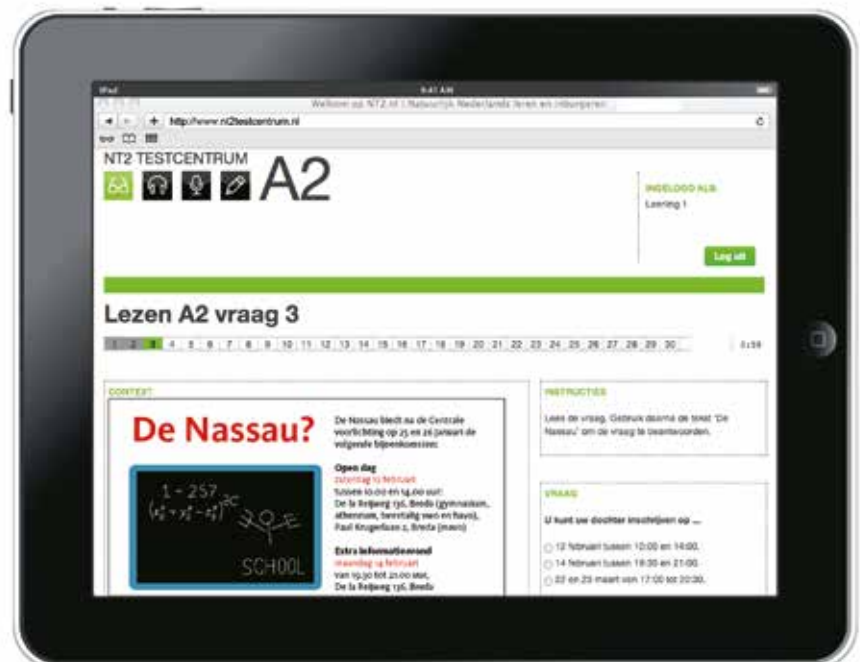 iPad
9:41 AM
Welkom op NT2.nl | Natuurlijk Nederlands leren en inburgeren
http://www.nt2testcentrum.nl
NT2 TESTCENTRUM
A2
INGELOGD ALS:
Leerling 1
Log uit
Lezen A2 vraag 3
1 2 3 4 5 6 7 8 9 10 11 12 13 14 15 16 17 18 19 20 21 22 23 24 25 26 27 28 29 30
CONTEXT
De Nassau?
De Nassau biedt na de Centrale
voorlichting op 25 en 26 januari de
volgende bijeenkomsten:
Open dag
zaterdag 12 februari
tussen 10.00 en 14.00 uur:
De la Reijweg 136, Breda (gymnasium,
atheneum, tweetalig vwo en havo),
Paul Krugerlaan 2, Breda (mavo)
Extra informatieavond
maandag 14 februari
van 19.30 tot 21.00 uur,
De la Reijweg 136, Breda
1 - 257
SCHOOL
INSTRUCTIES
Lees de vraag. Gebruik daarna de tekst 'De
Nassau' om de vraag te beantwoorden.
VRAAG
U kunt uw dochter inschrijven op ...
12 februari tussen 10:00 en 14:00.
14 februari tussen 19:30 en 21:00.
22 en 23 maart van 17:00 tot 20:30.